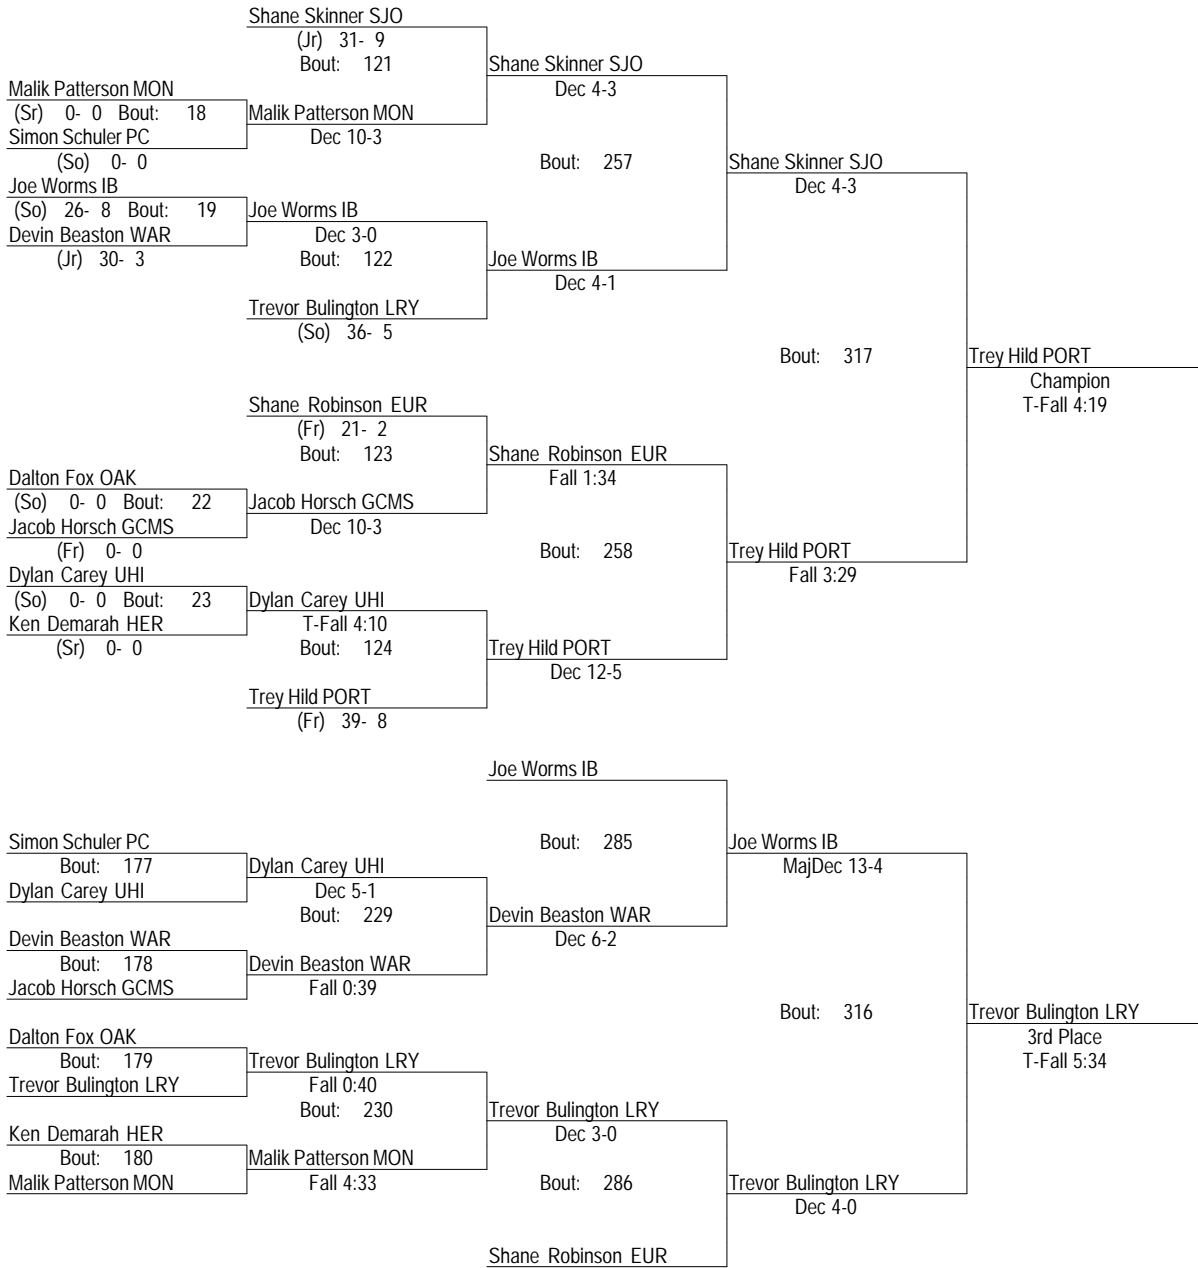 Shane Skinner SJO
(Jr) 31- 9
Bout: 121
Shane Skinner SJO
Dec 4-3
Malik Patterson MON
(Sr) 0- 0 Bout: 18
Malik Patterson MON
Simon Schuler PC
Dec 10-3
(So) 0- 0
Bout: 257
Shane Skinner SJO
Dec 4-3
Joe Worms IB
(So) 26- 8 Bout: 19
Joe Worms IB
Devin Beaston WAR
Dec 3-0
(Jr) 30- 3
Bout: 122
Joe Worms IB
Dec 4-1
Trevor Bulington LRY
(So) 36- 5
Bout: 317
Trey Hild PORT
Champion
T-Fall 4:19
Shane Robinson EUR
(Fr) 21- 2
Bout: 123
Shane Robinson EUR
Fall 1:34
Dalton Fox OAK
(So) 0- 0 Bout: 22
Jacob Horsch GCMS
Jacob Horsch GCMS
Dec 10-3
(Fr) 0- 0
Bout: 258
Trey Hild PORT
Fall 3:29
Dylan Carey UHI
(So) 0- 0 Bout: 23
Dylan Carey UHI
Ken Demarah HER
T-Fall 4:10
(Sr) 0- 0
Bout: 124
Trey Hild PORT
Dec 12-5
Trey Hild PORT
(Fr) 39- 8
Joe Worms IB
Simon Schuler PC
Bout: 285
Joe Worms IB
MajDec 13-4
Bout: 177
Dylan Carey UHI
Dylan Carey UHI
Dec 5-1
Bout: 229
Devin Beaston WAR
Dec 6-2
Devin Beaston WAR
Bout: 178
Devin Beaston WAR
Jacob Horsch GCMS
Fall 0:39
Bout: 316
Trevor Bulington LRY
3rd Place
T-Fall 5:34
Dalton Fox OAK
Bout: 179
Trevor Bulington LRY
Trevor Bulington LRY
Fall 0:40
Bout: 230
Trevor Bulington LRY
Dec 3-0
Ken Demarah HER
Bout: 180
Malik Patterson MON
Malik Patterson MON
Fall 4:33
Bout: 286
Trevor Bulington LRY
Dec 4-0
Shane Robinson EUR